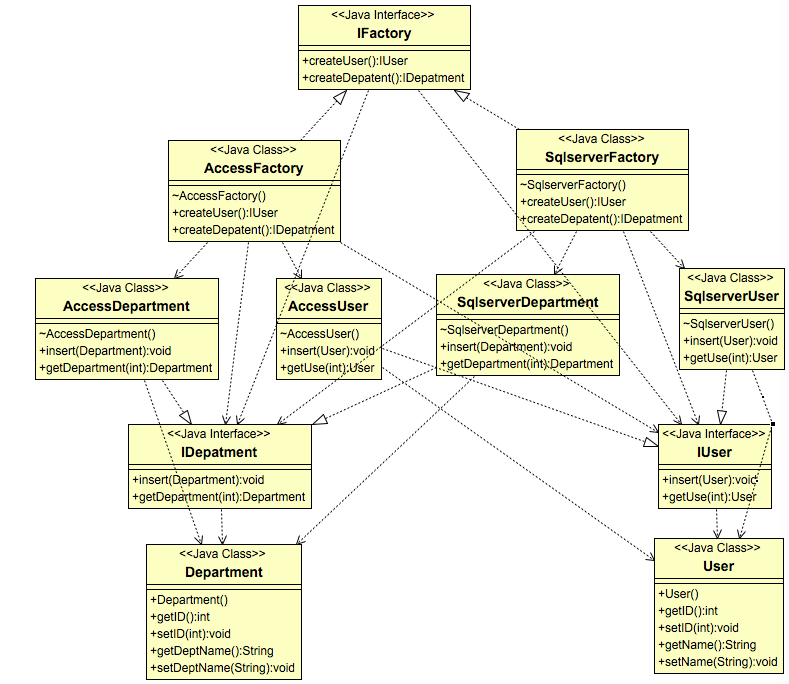 <<Java Interface>>
IFactory
+createUser():IUser
+createDepatent():IDepatment
<<Java Class>>
AccessFactory
~AccessFactory()
+createUser():IUser
+createDepatent():IDepatment
<<Java Class>>
SqlserverFactory
~SqlserverFactory()
+createUser():IUser
+createDepatent():IDepatment
<<Java Class>>
AccessDepartment
~AccessDepartment()
+insert(Department):void
+getDepartment(int):Department
<<Java Class>>
AccessUser
~AccessUser()
+insert(User):void
+getUse(int):User
<<Java Class>>
SqlserverDepartment
~SqlserverDepartment()
+insert(Department):void
+getDepartment(int):Department
<<Java Class>>
SqlserverUser
~SqlserverUser()
+insert(User):void
+getUse(int):User
<<Java Interface>>
IDepatment
+insert(Department):void
+getDepartment(int):Department
<<Java Interface>>
IUser
+insert(User):void
+getUse(int):User
<<Java Class>>
Department
+Department()
+getID():int
+setID(int):void
+getDeptName():String
+setDeptName(String):void
<<Java Class>>
User
+User()
+getID():int
+setID(int):void
+getName():String
+setName(String):void